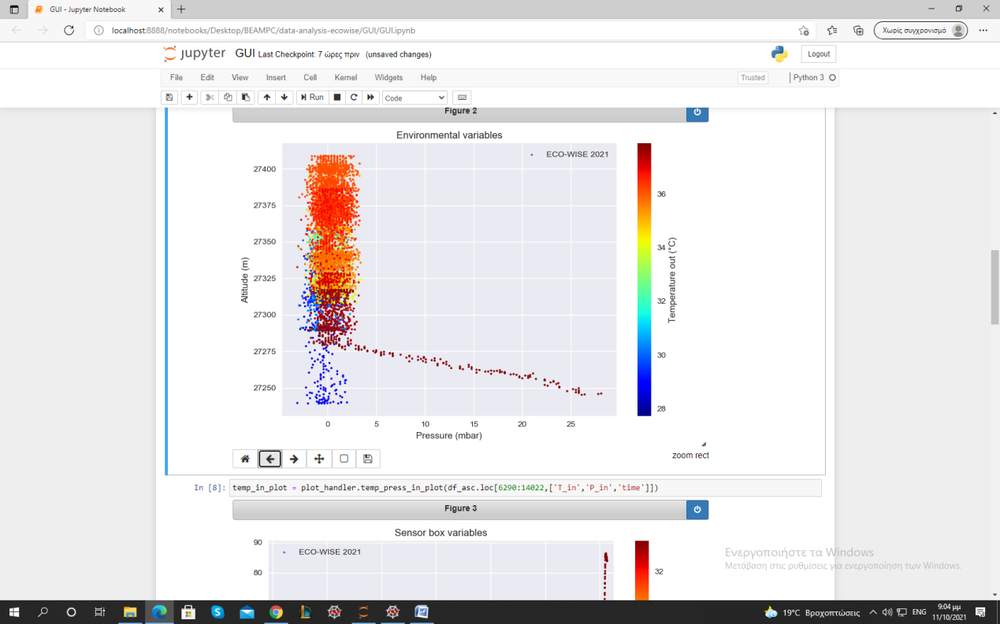 GUI - Jupyter Notebook
localhost:8888/notebooks/Desktop/BEAMPC/data-analysis-ecowise/GUI/GUI.ipynb
Χωρίς συγχρονισμό
jupyter GUI Last Checkpoint: 7 ώρες πριν (unsaved changes)
Logout
File Edit View Insert Cell Kernel Widgets Help
Trusted Python 3
Run Code
Figure 2
Environmental variables
ECO-WISE 2021
27400
27375
27350
27325
27300
27275
27250
Altitude (m)
0 5 10 15 20 25
Pressure (mbar)
36
34
32
30
28
Temperature out (°C)
zoom rect
In [8]: temp_in_plot = plot_handler.temp_press_in_plot(df_asc.loc[6290:14022,['T_in','P_in','time']])
Figure 3
Sensor box variables
90
80
ECO-WISE 2021
32
Ενεργοποιήστε τα Windows
Μετάβαση στις ρυθμίσεις για ενεργοποίηση των Windows.
19°C Βροχοπτώσεις
ENG
9:04 μμ
11/10/2021